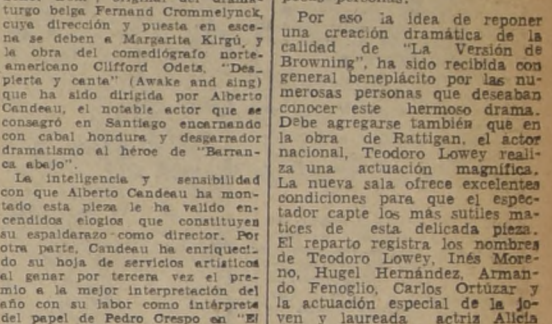 turgo belga Fernand Crommelynck,
cuya dirección y puesta en esce-
na se deben a Margarita Kirgú, y
la obra del comediógrafo norte-
americano Clifford Odets, "Des-
pierta y canta" (Awake and sing)
que ha sido dirigida por Alberto
Candeau, el notable actor que se
consagró en Santiago encarnando
con cabal hondura y desgarrador
dramatismo al héroe de "Barran-
ca abajo".
La inteligencia y sensibilidad
con que Alberto Candeau ha mon-
tado esta pieza le ha valido en-
cendidos elogios que constituyen
su espaldarazo como director. Por
otra parte, Candeau ha enriqueci-
do su hoja de servicios artísticos
al ganar por tercera vez el pre-
mio a la mejor interpretación del
año con su labor como intérprete
del papel de Pedro Crespo en "El
Por eso la idea de reponer
una creación dramática de la
calidad de "La Versión de
Browning", ha sido recibida con
general beneplácito por las nu-
merosas personas que deseaban
conocer este hermoso drama.
Debe agregarse también que en
la obra de Rattigan, el actor
nacional, Teodoro Lowey reali-
za una actuación magnífica.
La nueva sala ofrece excelentes
condiciones para que el espec-
tador capte los más sutiles ma-
tices de esta delicada pieza.
El reparto registra los nombres
de Teodoro Lowey, Inés More-
no, Hugel Hernández, Arman-
do Fenoglio, Carlos Ortúzar y
la actuación especial de la jo-
ven y laureada actriz Alicia